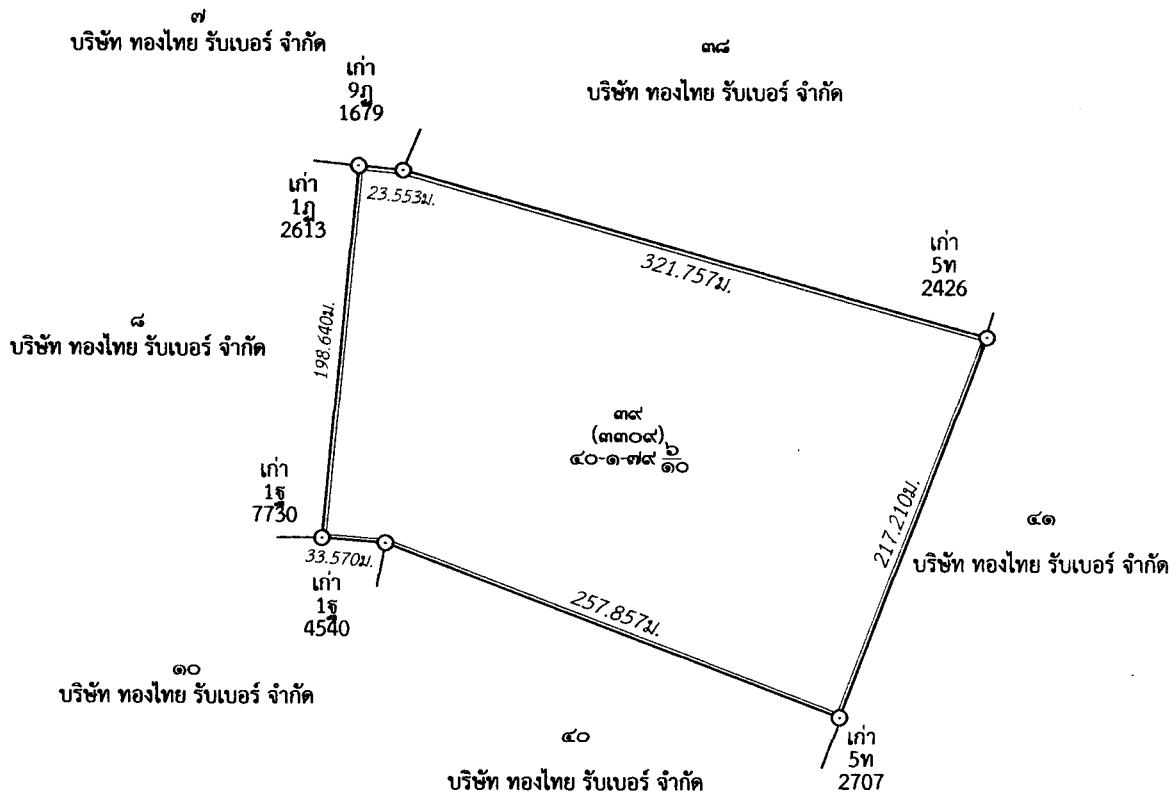 ๗
บริษัท ทองไทย รับเบอร์ จำกัด
๓๘
บริษัท ทองไทย รับเบอร์ จำกัด
เก่า
9ฎ
1679
เก่า
1ฎ
2613
23.553ม.
321.757ม.
เก่า
5ท
2426
๘
บริษัท ทองไทย รับเบอร์ จำกัด
198.640ม.
๓๙
(๓๓๐๙)
๔๐-๑-๗๙ ๖/๑๐
217.210ม.
๔๑
บริษัท ทองไทย รับเบอร์ จำกัด
เก่า
1ฐ
7730
33.570ม.
เก่า
1ฐ
4540
257.857ม.
๑๐
บริษัท ทองไทย รับเบอร์ จำกัด
๔๐
บริษัท ทองไทย รับเบอร์ จำกัด
เก่า
5ท
2707